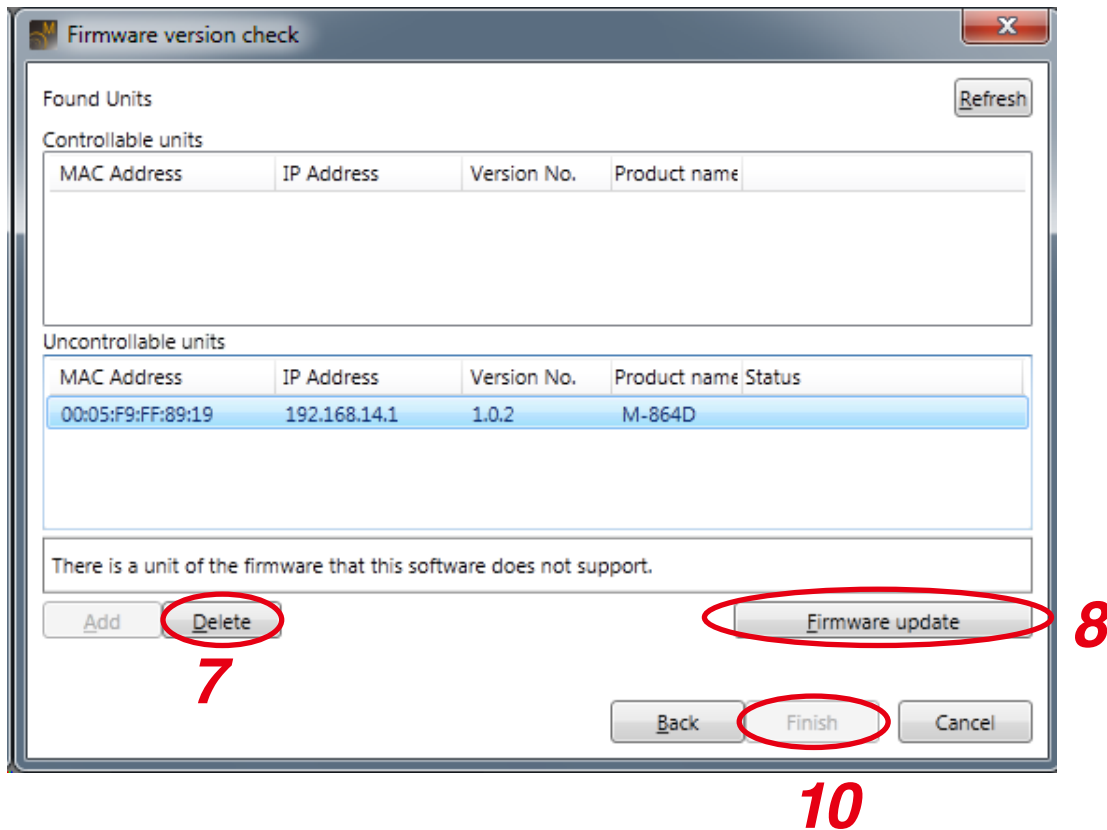 M Firmware version check
x
Found Units
Refresh
Controllable units
MAC Address IP Address Version No. Product name
Uncontrollable units
MAC Address IP Address Version No. Product name Status
00:05:F9:FF:89:19 192.168.14.1 1.0.2 M-864D
There is a unit of the firmware that this software does not support.
Add Delete Firmware update 8
7
Back Finish Cancel
10